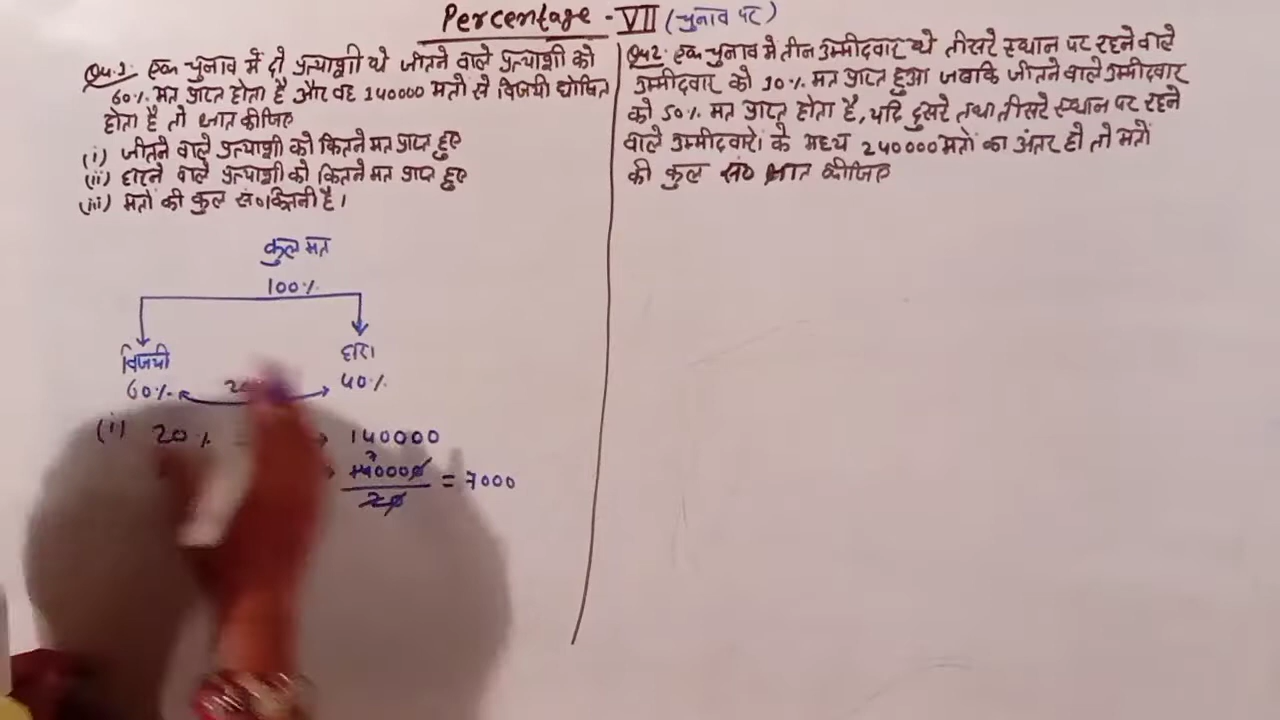 Percentage - VII (चुनाव पर)
Qu.1. एक चुनाव में दो प्रत्याशी थे जीतने वाले प्रत्याशी को
60% मत प्राप्त होता है और वह 140000 मतों से विजयी घोषित
होता है तो ज्ञात कीजिए
(i) जीतने वाले प्रत्याशी को कितने मत प्राप्त हुए
(ii) हारने वाले प्रत्याशी को कितने मत प्राप्त हुए
(iii) मतों की कुल सं० कितनी है।
कुल मत
100%
विजयी हारा
60% 40%
(i) 20% 140000
= 7000
Qu.2. एक चुनाव में तीन उम्मीदवार थे तीसरे स्थान पर रहने वाले
उम्मीदवार को 10% मत प्राप्त हुआ जबकि जीतने वाले उम्मीदवार
को 50% मत प्राप्त होता है, यदि दुसरे तथा तीसरे स्थान पर रहने
वाले उम्मीदवारो के मध्य 240000 मतों का अंतर हो तो मतों
की कुल सं० ज्ञात कीजिए